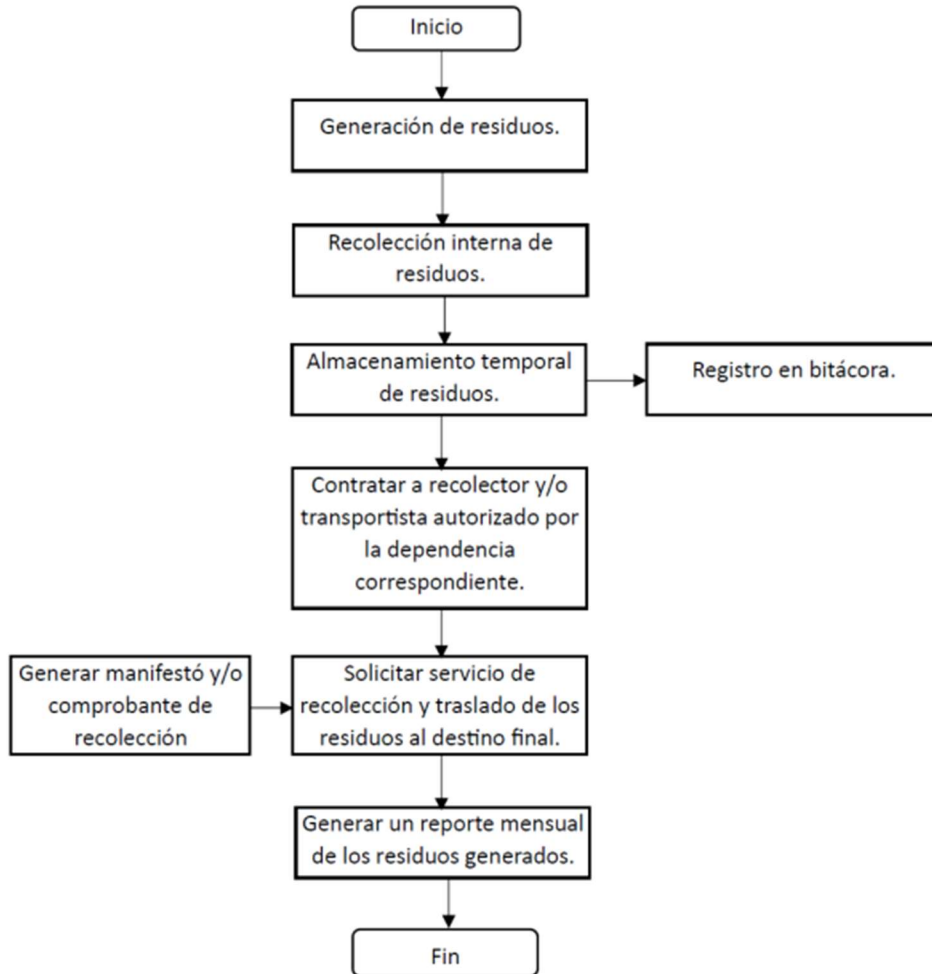 Inicio
Generación de residuos.
Recolección interna de
residuos.
Almacenamiento temporal
de residuos.
Registro en bitácora.
Contratar a recolector y/o
transportista autorizado por
la dependencia
correspondiente.
Generar manifestó y/o
comprobante de
recolección
Solicitar servicio de
recolección y traslado de los
residuos al destino final.
Generar un reporte mensual
de los residuos generados.
Fin